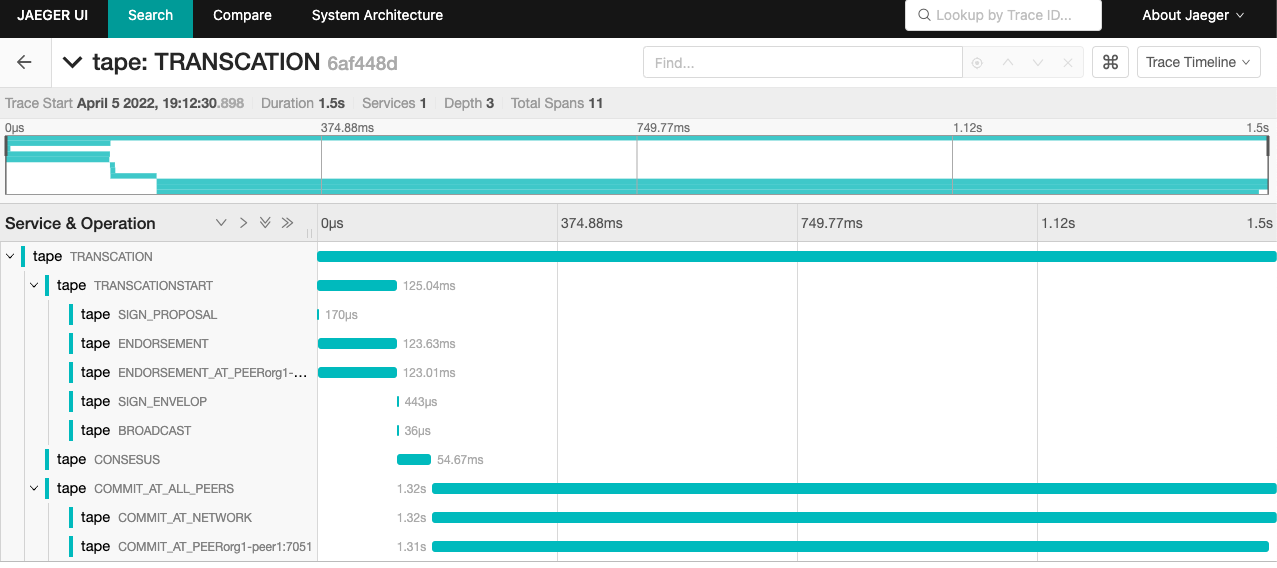 JAEGER UI Search Compare System Architecture Lookup by Trace ID... About Jaeger
tape: TRANSCATION 6af448d Find... ⌘ Trace Timeline
Trace Start April 5 2022, 19:12:30.898 Duration 1.5s Services 1 Depth 3 Total Spans 11
0μs 374.88ms 749.77ms 1.12s 1.5s
Service & Operation 0μs 374.88ms 749.77ms 1.12s 1.5s
tape TRANSCATION
tape TRANSCATIONSTART 125.04ms
tape SIGN_PROPOSAL 170μs
tape ENDORSEMENT 123.63ms
tape ENDORSEMENT_AT_PEERorg1-... 123.01ms
tape SIGN_ENVELOP 443μs
tape BROADCAST 36μs
tape CONSESUS 54.67ms
tape COMMIT_AT_ALL_PEERS 1.32s
tape COMMIT_AT_NETWORK 1.32s
tape COMMIT_AT_PEERorg1-peer1:7051 1.31s